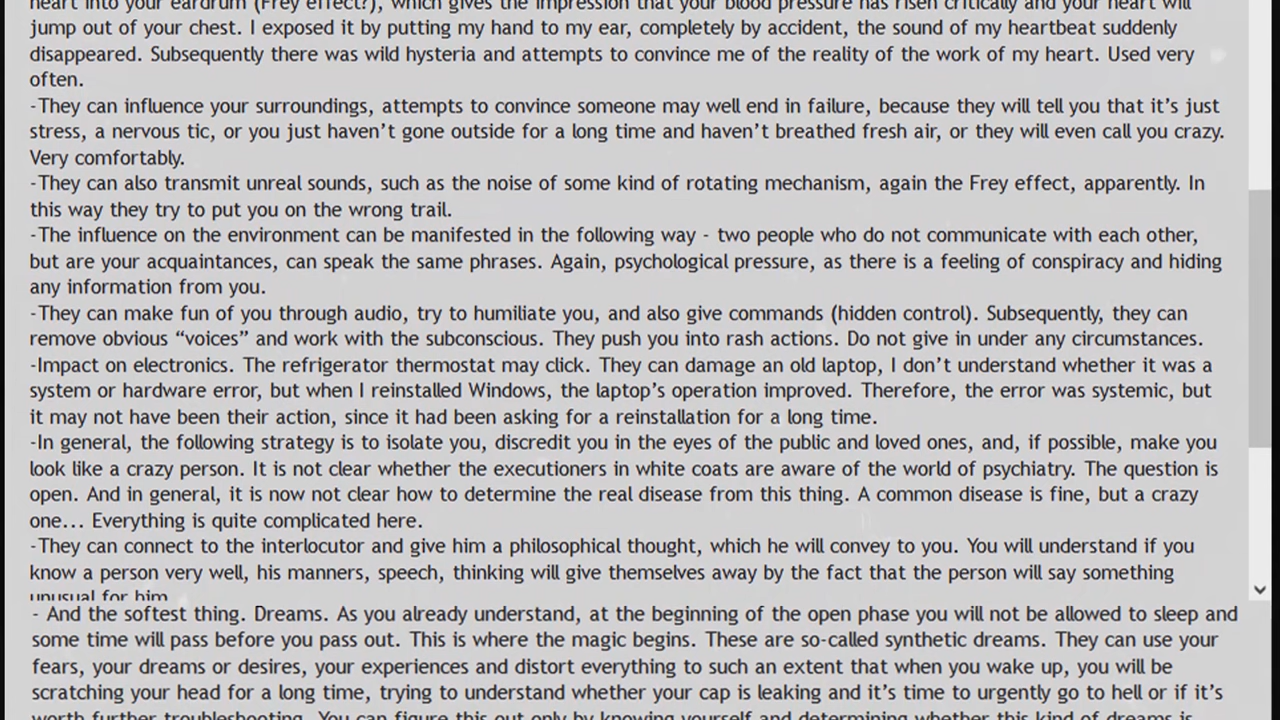 heart into your eardrum (Frey effect?), which gives the impression that your blood pressure has risen critically and your heart will
jump out of your chest. I exposed it by putting my hand to my ear, completely by accident, the sound of my heartbeat suddenly
disappeared. Subsequently there was wild hysteria and attempts to convince me of the reality of the work of my heart. Used very
often.
-They can influence your surroundings, attempts to convince someone may well end in failure, because they will tell you that it’s just
stress, a nervous tic, or you just haven’t gone outside for a long time and haven’t breathed fresh air, or they will even call you crazy.
Very comfortably.
-They can also transmit unreal sounds, such as the noise of some kind of rotating mechanism, again the Frey effect, apparently. In
this way they try to put you on the wrong trail.
-The influence on the environment can be manifested in the following way - two people who do not communicate with each other,
but are your acquaintances, can speak the same phrases. Again, psychological pressure, as there is a feeling of conspiracy and hiding
any information from you.
-They can make fun of you through audio, try to humiliate you, and also give commands (hidden control). Subsequently, they can
remove obvious “voices” and work with the subconscious. They push you into rash actions. Do not give in under any circumstances.
-Impact on electronics. The refrigerator thermostat may click. They can damage an old laptop, I don’t understand whether it was a
system or hardware error, but when I reinstalled Windows, the laptop’s operation improved. Therefore, the error was systemic, but
it may not have been their action, since it had been asking for a reinstallation for a long time.
-In general, the following strategy is to isolate you, discredit you in the eyes of the public and loved ones, and, if possible, make you
look like a crazy person. It is not clear whether the executioners in white coats are aware of the world of psychiatry. The question is
open. And in general, it is now not clear how to determine the real disease from this thing. A common disease is fine, but a crazy
one... Everything is quite complicated here.
-They can connect to the interlocutor and give him a philosophical thought, which he will convey to you. You will understand if you
know a person very well, his manners, speech, thinking will give themselves away by the fact that the person will say something
unusual for him
- And the softest thing. Dreams. As you already understand, at the beginning of the open phase you will not be allowed to sleep and
some time will pass before you pass out. This is where the magic begins. These are so-called synthetic dreams. They can use your
fears, your dreams or desires, your experiences and distort everything to such an extent that when you wake up, you will be
scratching your head for a long time, trying to understand whether your cap is leaking and it’s time to urgently go to hell or if it’s
worth further troubleshooting. You can figure this out only by knowing yourself and determining whether this kind of dreams is